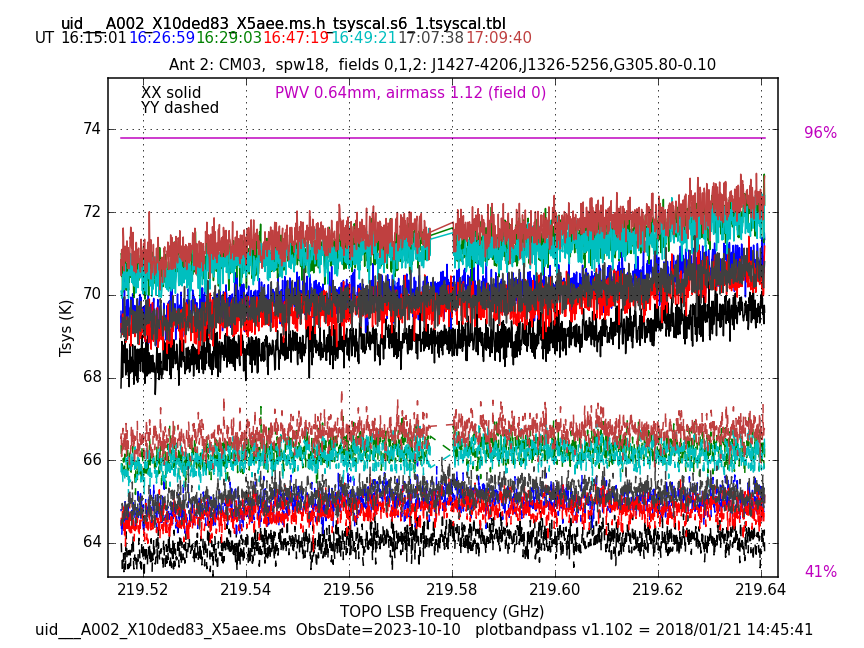 uid___A002_X10ded83_X5aee.ms.h_tsyscal.s6_1.tsyscal.tbl
UT 16:15:01 16:26:59 16:29:03 16:47:19 16:49:21 17:07:38 17:09:40
Ant 2: CM03,  spw18,  fields 0,1,2: J1427-4206,J1326-5256,G305.80-0.10
XX solid
PWV 0.64mm, airmass 1.12 (field 0)
YY dashed
74
96%
72
70
Tsys (K)
68
66
64
41%
219.52 219.54 219.56 219.58 219.60 219.62 219.64
TOPO LSB Frequency (GHz)
uid___A002_X10ded83_X5aee.ms  ObsDate=2023-10-10   plotbandpass v1.102 = 2018/01/21 14:45:41